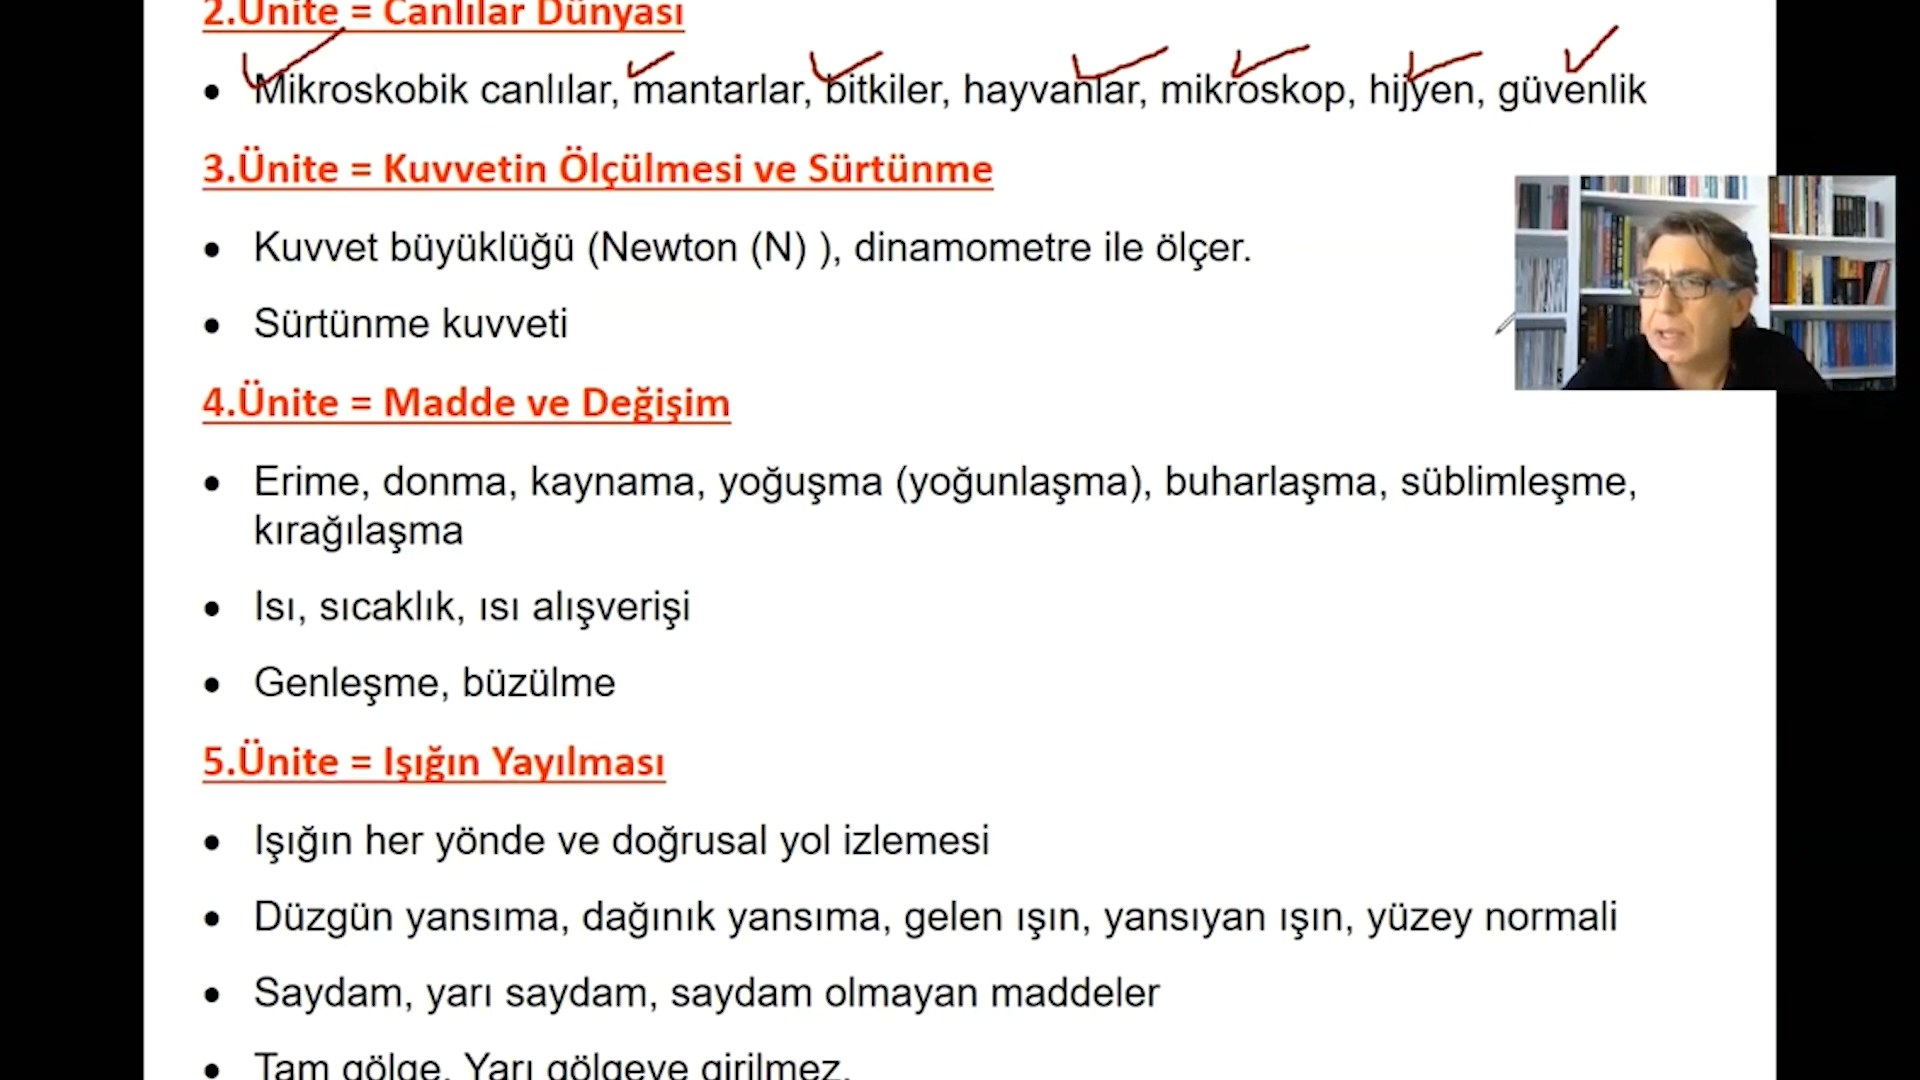 2.Ünite = Canlılar Dünyası
• Mikroskobik canlılar, mantarlar, bitkiler, hayvanlar, mikroskop, hijyen, güvenlik
3.Ünite = Kuvvetin Ölçülmesi ve Sürtünme
• Kuvvet büyüklüğü (Newton (N) ), dinamometre ile ölçer.
• Sürtünme kuvveti
4.Ünite = Madde ve Değişim
• Erime, donma, kaynama, yoğuşma (yoğunlaşma), buharlaşma, süblimleşme,
kırağılaşma
• Isı, sıcaklık, ısı alışverişi
• Genleşme, büzülme
5.Ünite = Işığın Yayılması
• Işığın her yönde ve doğrusal yol izlemesi
• Düzgün yansıma, dağınık yansıma, gelen ışın, yansıyan ışın, yüzey normali
• Saydam, yarı saydam, saydam olmayan maddeler
• Tam gölge, Yarı gölgeye girilmez.